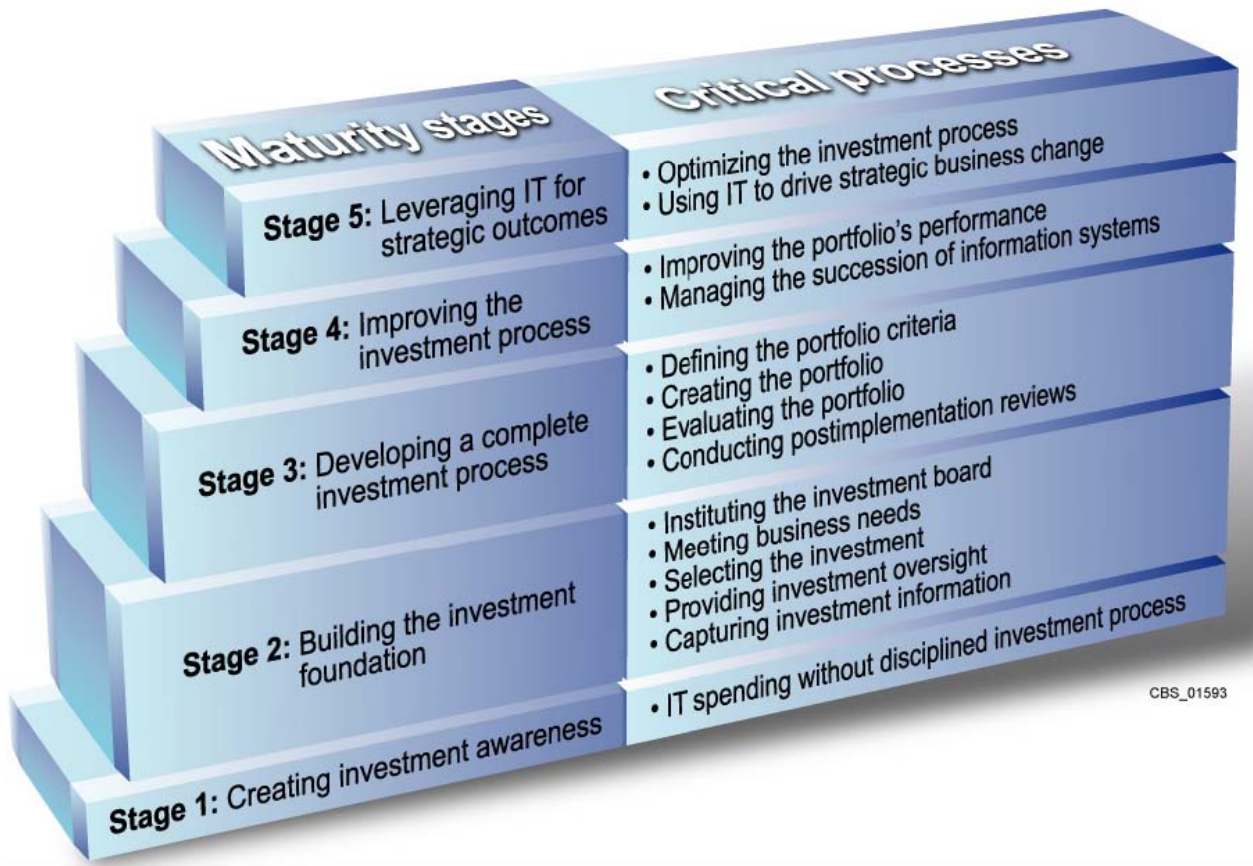 Maturity stages
Critical processes
Stage 5: Leveraging IT for
strategic outcomes
• Optimizing the investment process
• Using IT to drive strategic business change
Stage 4: Improving the
investment process
• Improving the portfolio's performance
• Managing the succession of information systems
Stage 3: Developing a complete
investment process
• Defining the portfolio criteria
• Creating the portfolio
• Evaluating the portfolio
• Conducting postimplementation reviews
Stage 2: Building the investment
foundation
• Instituting the investment board
• Meeting business needs
• Selecting the investment
• Providing investment oversight
• Capturing investment information
Stage 1: Creating investment awareness
• IT spending without disciplined investment process
CBS_01593